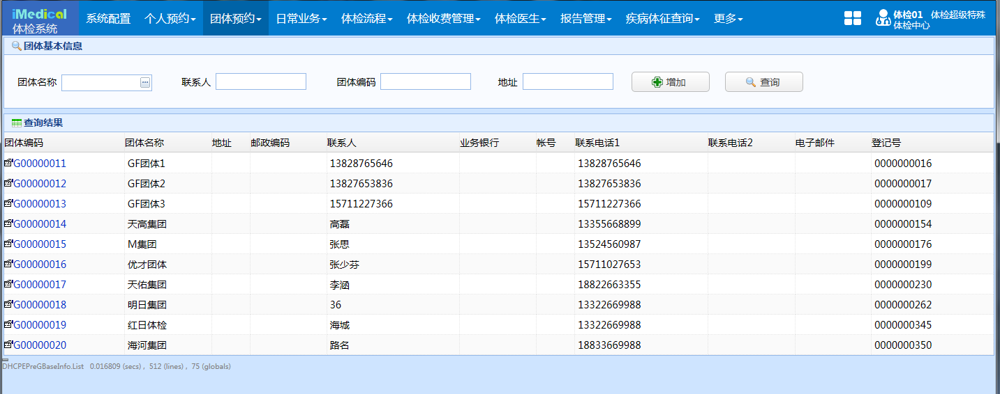 iMedical
体检系统
系统配置 个人预约 团体预约 日常业务 体检流程 体检收费管理 体检医生 报告管理 疾病体征查询 更多
体检01 体检超级特殊
体检中心
团体基本信息
团体名称 联系人 团体编码 地址 增加 查询
查询结果
团体编码 团体名称 地址 邮政编码 联系人 业务银行 帐号 联系电话1 联系电话2 电子邮件 登记号
G00000011 GF团体1 13828765646 13828765646 0000000016
G00000012 GF团体2 13827653836 13827653836 0000000017
G00000013 GF团体3 15711227366 15711227366 0000000109
G00000014 天高集团 高磊 13355668899 0000000154
G00000015 M集团 张思 13524560987 0000000176
G00000016 优才团体 张少芬 15711027653 0000000199
G00000017 天佑集团 李涵 18822663355 0000000230
G00000018 明日集团 36 13322669988 0000000262
G00000019 红日体检 海城 13322669988 0000000345
G00000020 海河集团 路名 18833669988 0000000350
DHCPEPreGBaseInfo.List 0.016809 (secs) , 512 (lines) , 75 (globals)